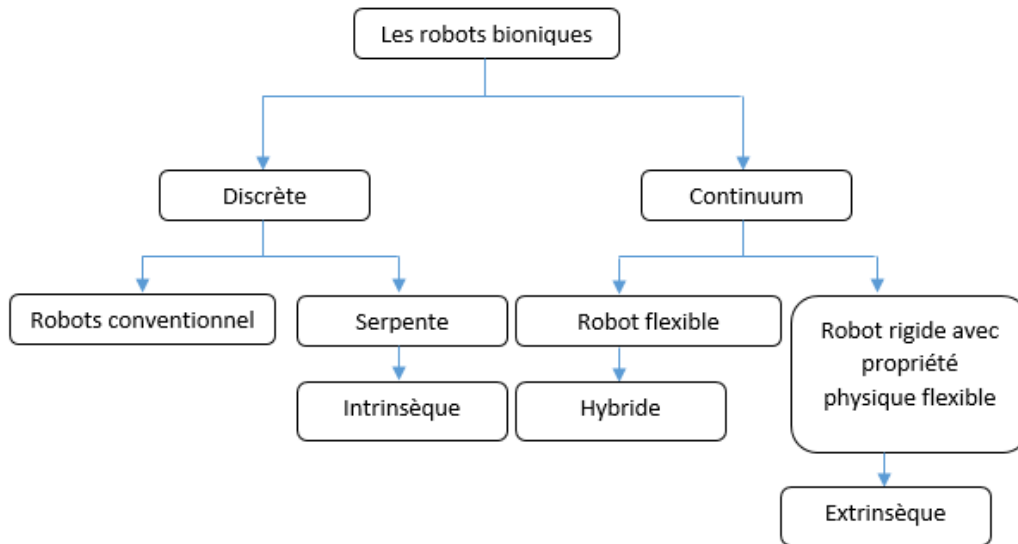 Les robots bioniques
Discrète
Continuum
Robots conventionnel
Serpente
Robot flexible
Robot rigide avec
propriété
physique flexible
Intrinsèque
Hybride
Extrinsèque